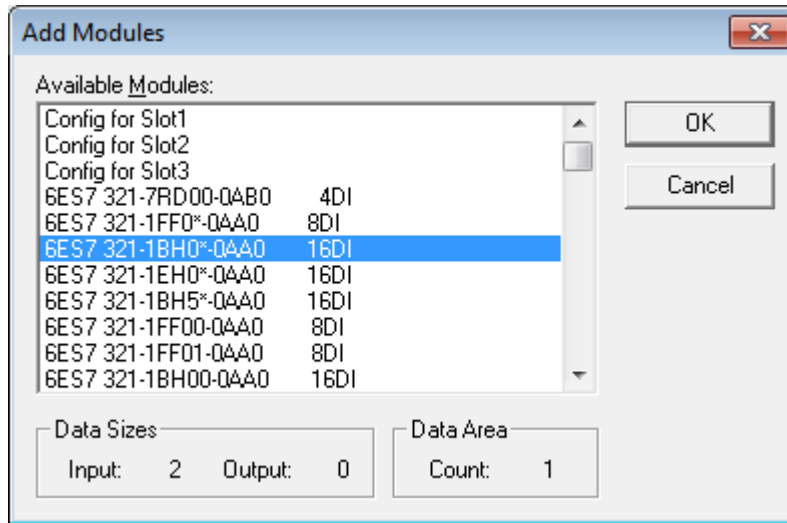 Add Modules
Available Modules:
Config for Slot1
Config for Slot2
Config for Slot3
6ES7 321-7RD00-0AB0 4DI
6ES7 321-1FF0*-0AA0 8DI
6ES7 321-1BH0*-0AA0 16DI
6ES7 321-1EH0*-0AA0 16DI
6ES7 321-1BH5*-0AA0 16DI
6ES7 321-1FF00-0AA0 8DI
6ES7 321-1FF01-0AA0 8DI
6ES7 321-1BH00-0AA0 16DI
OK
Cancel
Data Sizes
Input: 2 Output: 0
Data Area
Count: 1